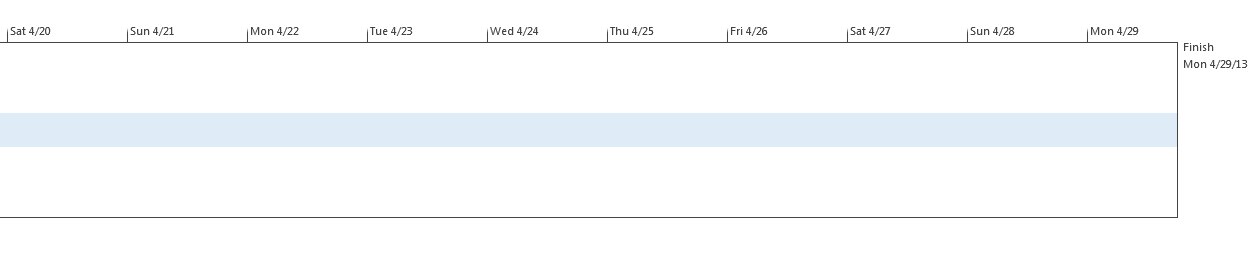 Sat 4/20 Sun 4/21 Mon 4/22 Tue 4/23 Wed 4/24 Thu 4/25 Fri 4/26 Sat 4/27 Sun 4/28 Mon 4/29
Finish
Mon 4/29/13